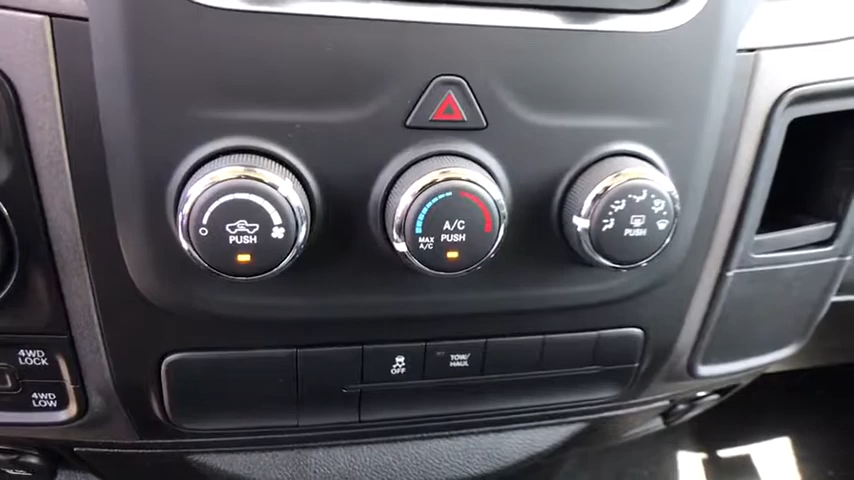 A/C
PUSH
MAX
A/C
PUSH
PUSH
4WD
LOCK
4WD
LOW
OFF
TOW/
HAUL